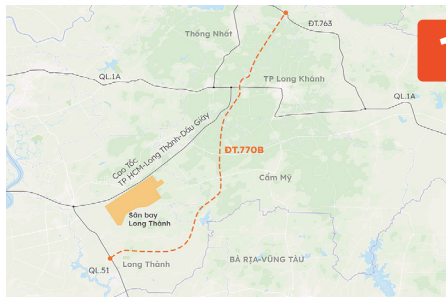 ĐT.763
1
Thống Nhất
QL.1A
TP Long Khánh
QL.1A
Cao Tốc
TP HCM-Long Thành-Dầu Giây
ĐT.770B
Cẩm Mỹ
Sân bay
Long Thành
Long Thành
BÀ RỊA-VŨNG TÀU
QL.51